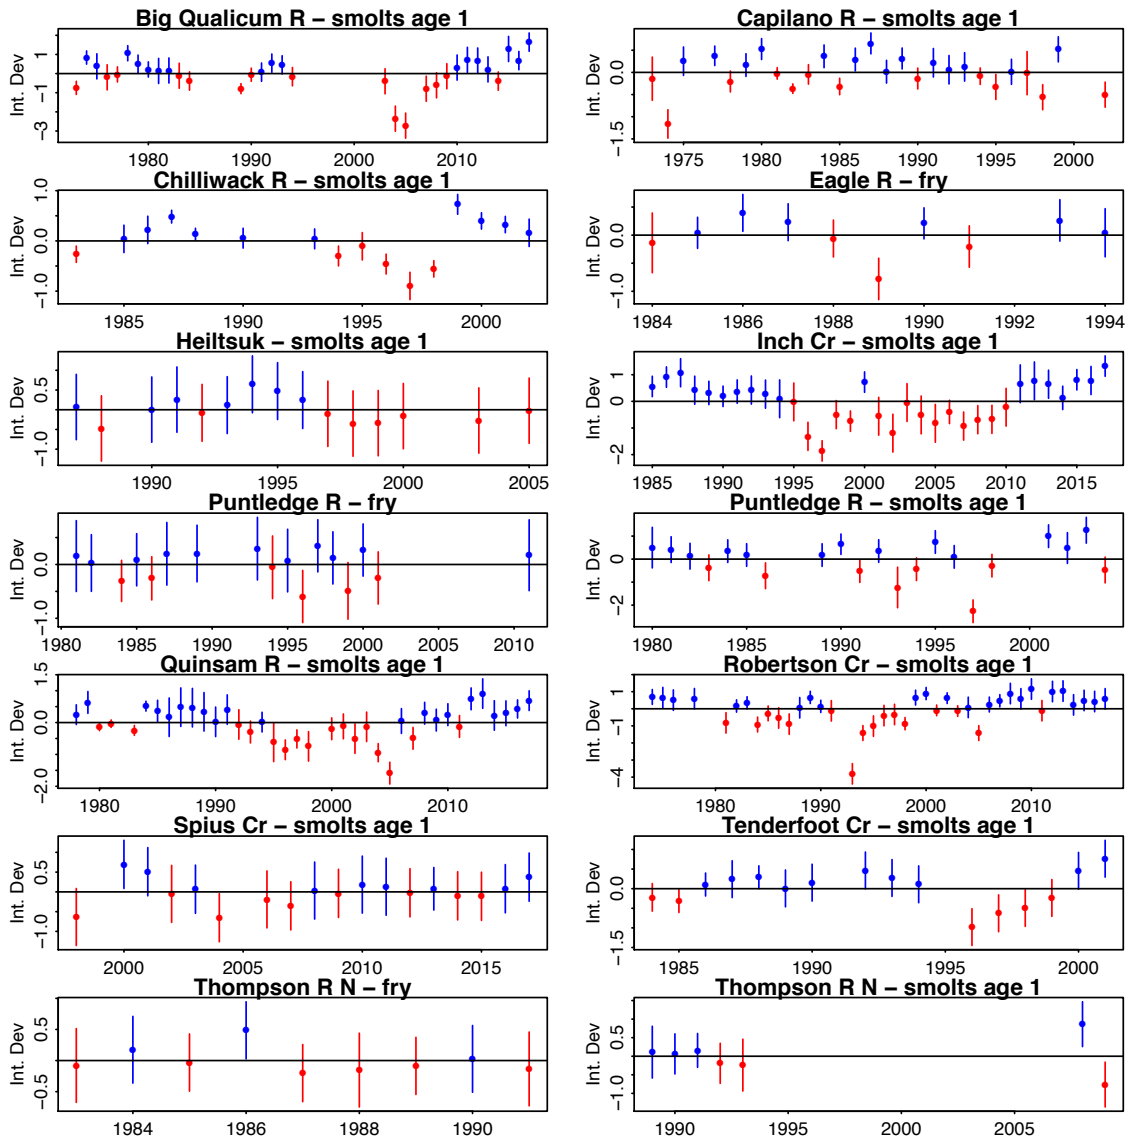 Big Qualicum R − smolts age 1
Int. Dev
1
−1
−3
1980 1990 2000 2010
Capilano R − smolts age 1
Int. Dev
0.0
−1.5
1975 1980 1985 1990 1995 2000
Chilliwack R − smolts age 1
Int. Dev
1.0
0.0
−1.0
1985 1990 1995 2000
Eagle R − fry
Int. Dev
0.0
−1.0
1984 1986 1988 1990 1992 1994
Heiltsuk − smolts age 1
Int. Dev
0.5
−1.0
1990 1995 2000 2005
Inch Cr − smolts age 1
Int. Dev
1
0
−2
1985 1990 1995 2000 2005 2010 2015
Puntledge R − fry
Int. Dev
0.0
−1.0
1980 1985 1990 1995 2000 2005 2010
Puntledge R − smolts age 1
Int. Dev
0
−2
1980 1985 1990 1995 2000
Quinsam R − smolts age 1
Int. Dev
1.5
0.0
−2.0
1980 1990 2000 2010
Robertson Cr − smolts age 1
Int. Dev
1
−1
−4
1980 1990 2000 2010
Spius Cr − smolts age 1
Int. Dev
0.5
−1.0
2000 2005 2010 2015
Tenderfoot Cr − smolts age 1
Int. Dev
0.0
−1.5
1985 1990 1995 2000
Thompson R N − fry
Int. Dev
0.5
−0.5
1984 1986 1988 1990
Thompson R N − smolts age 1
Int. Dev
0.5
−1.0
1990 1995 2000 2005